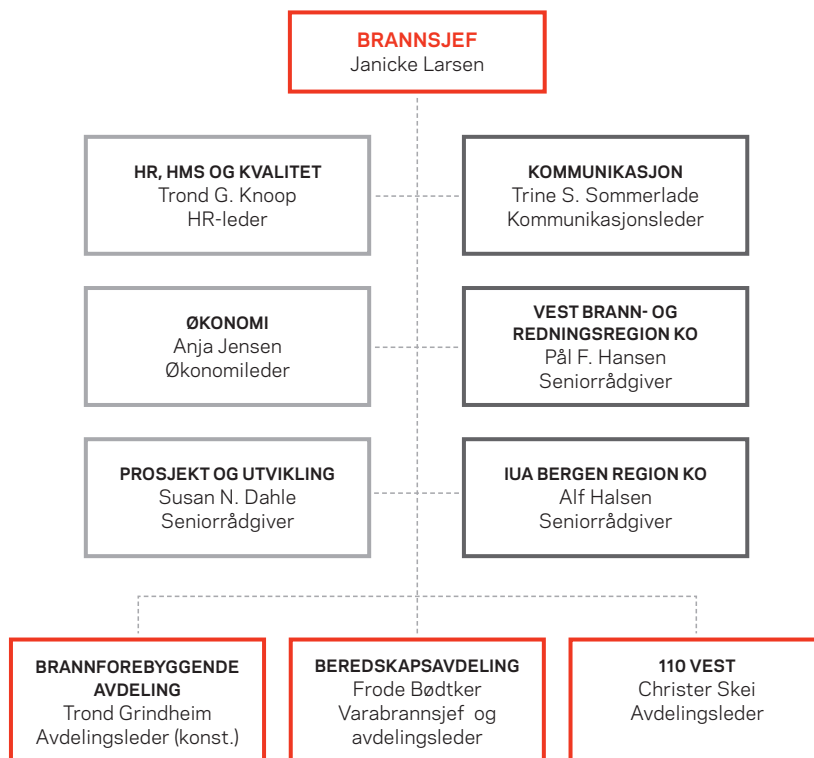 BRANNSJEF
Janicke Larsen
HR, HMS OG KVALITET
Trond G. Knoop
HR-leder
KOMMUNIKASJON
Trine S. Sommerlade
Kommunikasjonsleder
ØKONOMI
Anja Jensen
Økonomileder
VEST BRANN- OG
REDNINGSREGION KO
Pål F. Hansen
Seniorrådgiver
PROSJEKT OG UTVIKLING
Susan N. Dahle
Seniorrådgiver
IUA BERGEN REGION KO
Alf Halsen
Seniorrådgiver
BRANNFOREBYGGENDE
AVDELING
Trond Grindheim
Avdelingsleder (konst.)
BEREDSKAPSAVDELING
Frode Bødtker
Varabrannsjef og
avdelingsleder
110 VEST
Christer Skei
Avdelingsleder